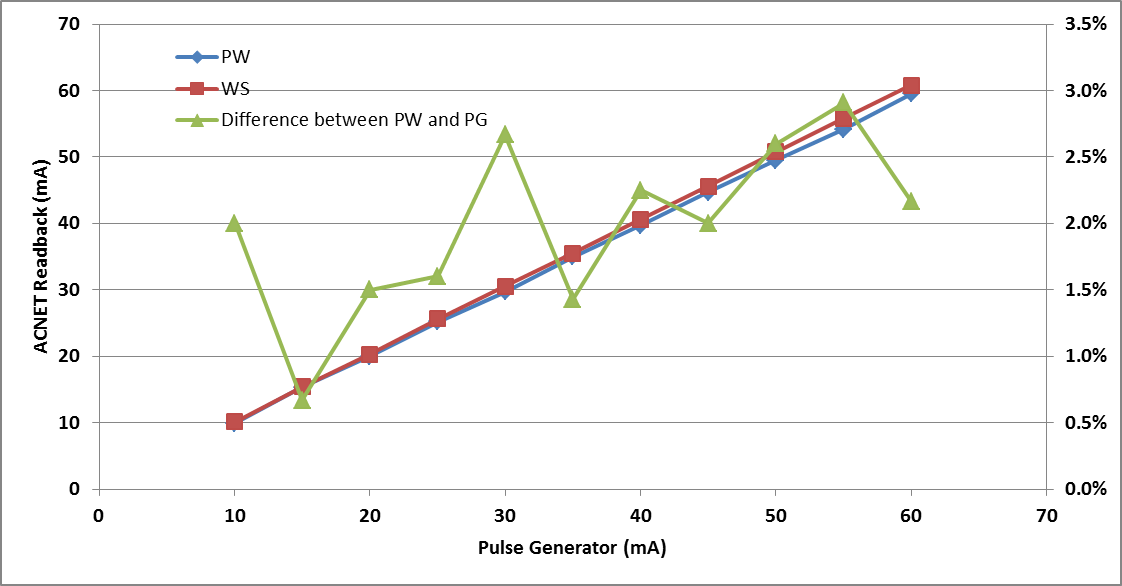 70
60
50
40
30
20
10
0
ACNET Readback (mA)
PW
WS
Difference between PW and PG
3.5%
3.0%
2.5%
2.0%
1.5%
1.0%
0.5%
0.0%
0 10 20 30 40 50 60 70
Pulse Generator (mA)